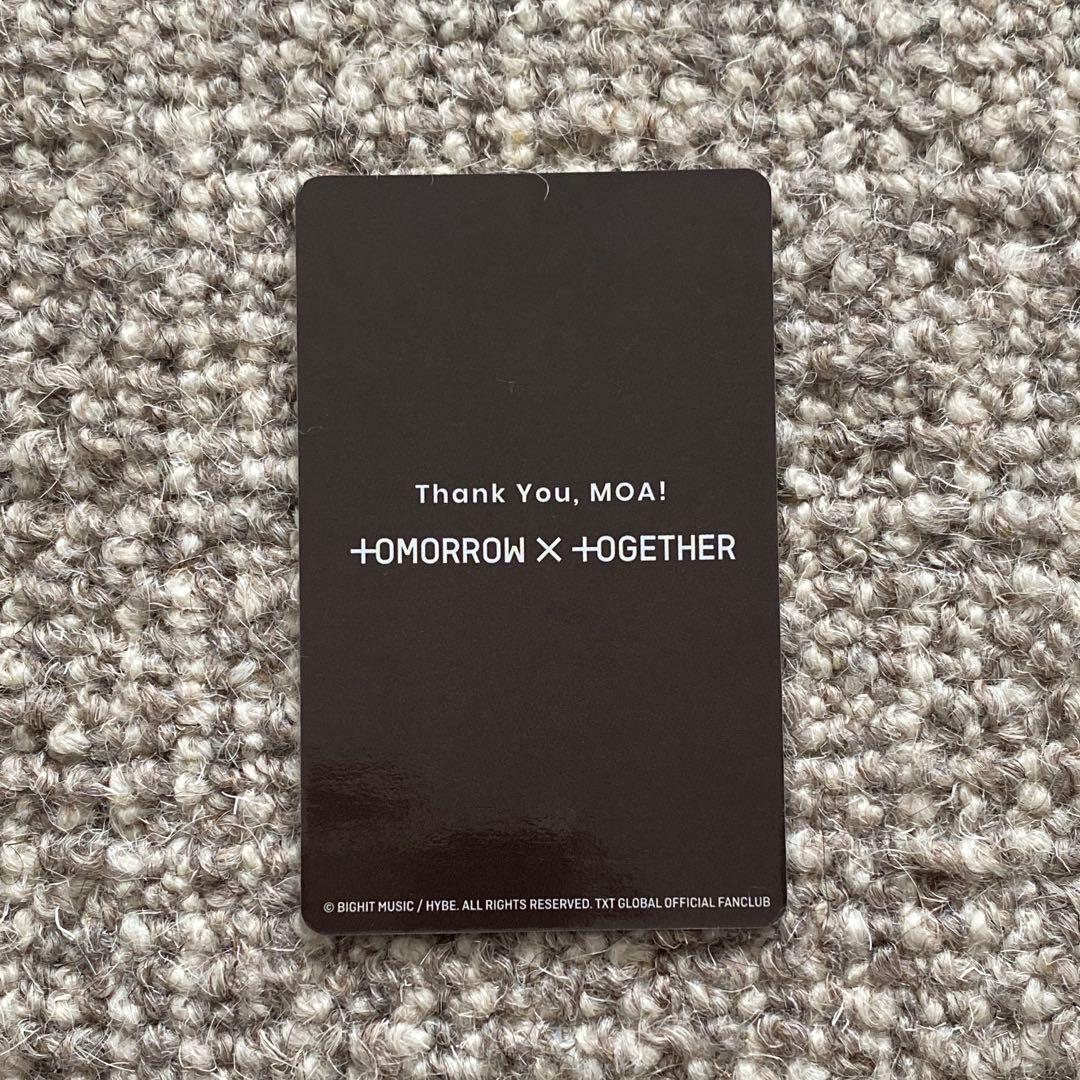 Thank You, MOA!
TOMORROW X TOGETHER
© BIGHIT MUSIC / HYBE. ALL RIGHTS RESERVED. TXT GLOBAL OFFICIAL FANCLUB